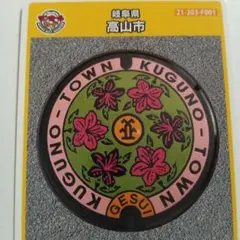 岐阜県
高山市
21-203-F001
KUGUNO-TOWN
KUGUNO-TOWN
GESUI